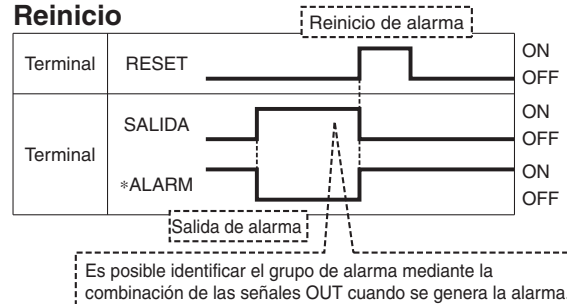 Reinicio
Reinicio de alarma
Terminal RESET ON
OFF
Terminal SALIDA ON
OFF
*ALARM ON
OFF
Salida de alarma
Es posible identificar el grupo de alarma mediante la
combinación de las señales OUT cuando se genera la alarma